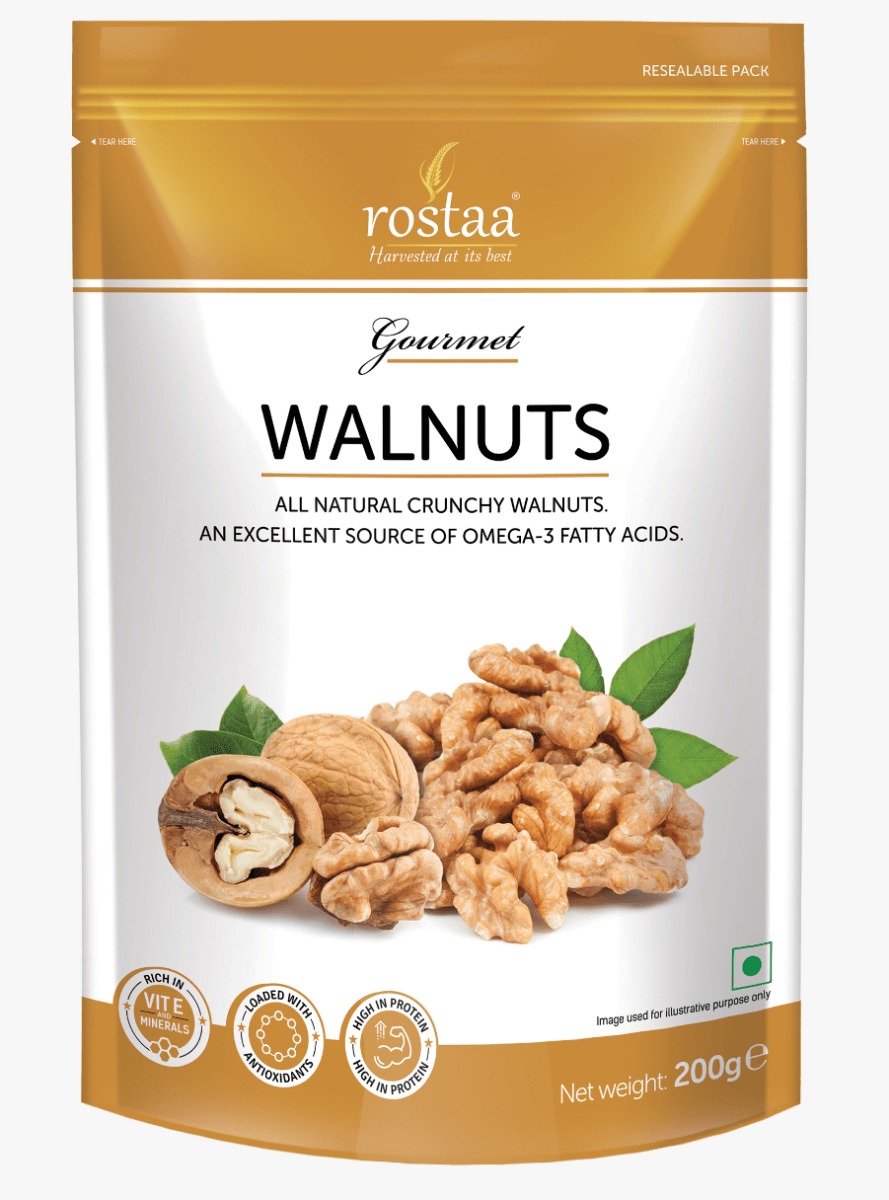 RESEALABLE PACK
◄ TEAR HERE
TEAR HERE ►
rostaa®
Harvested at its best
Gourmet
WALNUTS
ALL NATURAL CRUNCHY WALNUTS.
AN EXCELLENT SOURCE OF OMEGA-3 FATTY ACIDS.
RICH IN
VIT E
AND
MINERALS
LOADED WITH
ANTIOXIDANTS
HIGH IN PROTEIN
HIGH IN PROTEIN
Image used for illustrative purpose only
Net weight: 200g ℮